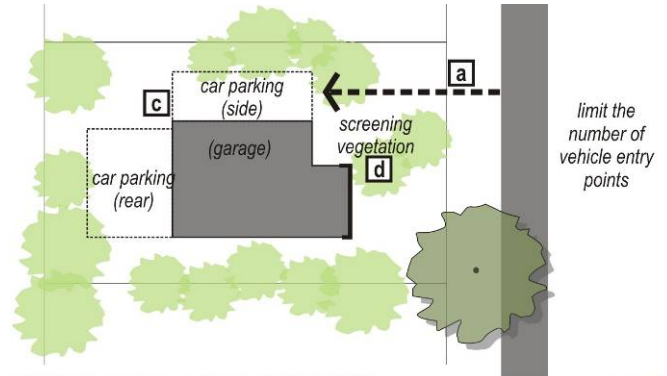 a
car parking
(side)
c
limit the
number of
vehicle entry
points
screening
vegetation
(garage)
d
car parking
(rear)